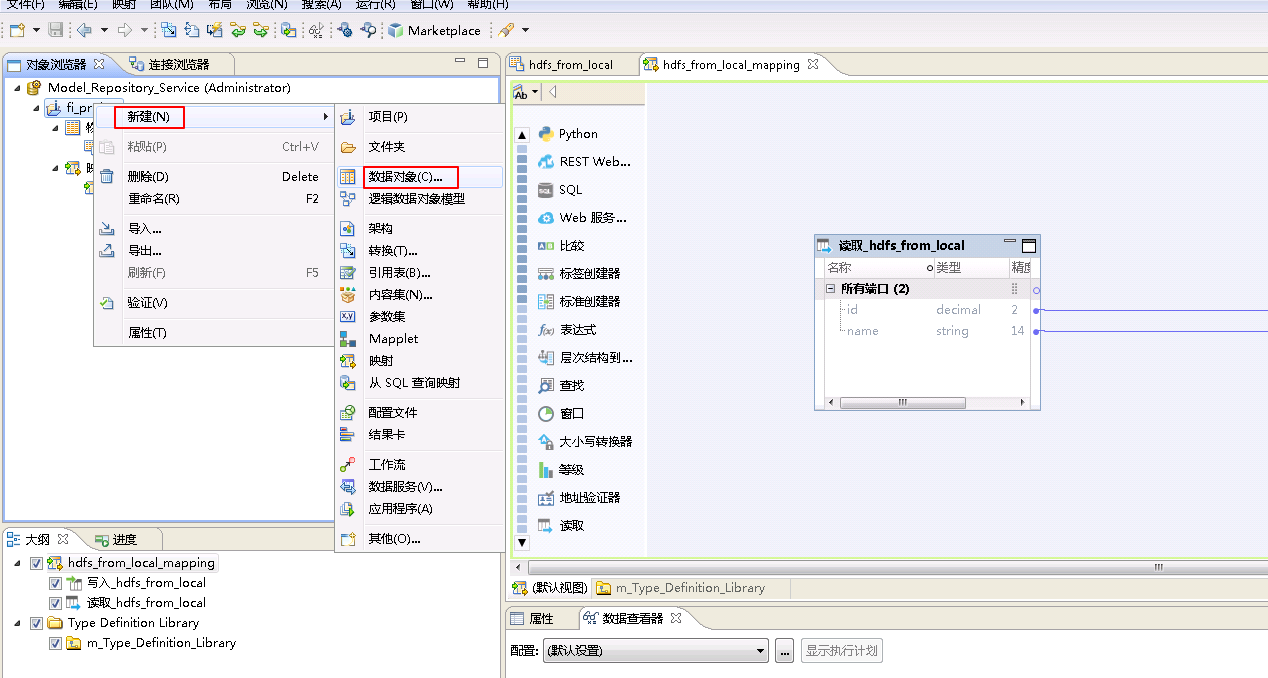 文件(F) 编辑(E) 映射 团队(M) 布局 浏览(N) 搜索(A) 运行(R) 窗口(W) 帮助(H)
Marketplace
对象浏览器 连接浏览器
Model_Repository_Service (Administrator)
新建(N)
粘贴(P) Ctrl+V
删除(D) Delete
重命名(R) F2
导入...
导出...
刷新(F) F5
验证(V)
属性(T)
项目(P)
文件夹
数据对象(C)...
逻辑数据对象模型
架构
转换(T)...
引用表(B)...
内容集(N)...
参数集
Mapplet
映射
从 SQL 查询映射
配置文件
结果卡
工作流
数据服务(V)...
应用程序(A)
其他(O)...
hdfs_from_local hdfs_from_local_mapping
Ab
Python
REST Web...
SQL
Web 服务...
比较
标签创建器
标准创建器
表达式
层次结构到...
查找
窗口
大小写转换器
等级
地址验证器
读取
读取_hdfs_from_local
名称 类型 精度
所有端口 (2)
id decimal 2
name string 14
(默认视图) m_Type_Definition_Library
大纲 进度
hdfs_from_local_mapping
写入_hdfs_from_local
读取_hdfs_from_local
Type Definition Library
m_Type_Definition_Library
属性 数据查看器
配置: (默认设置) ... 显示执行计划